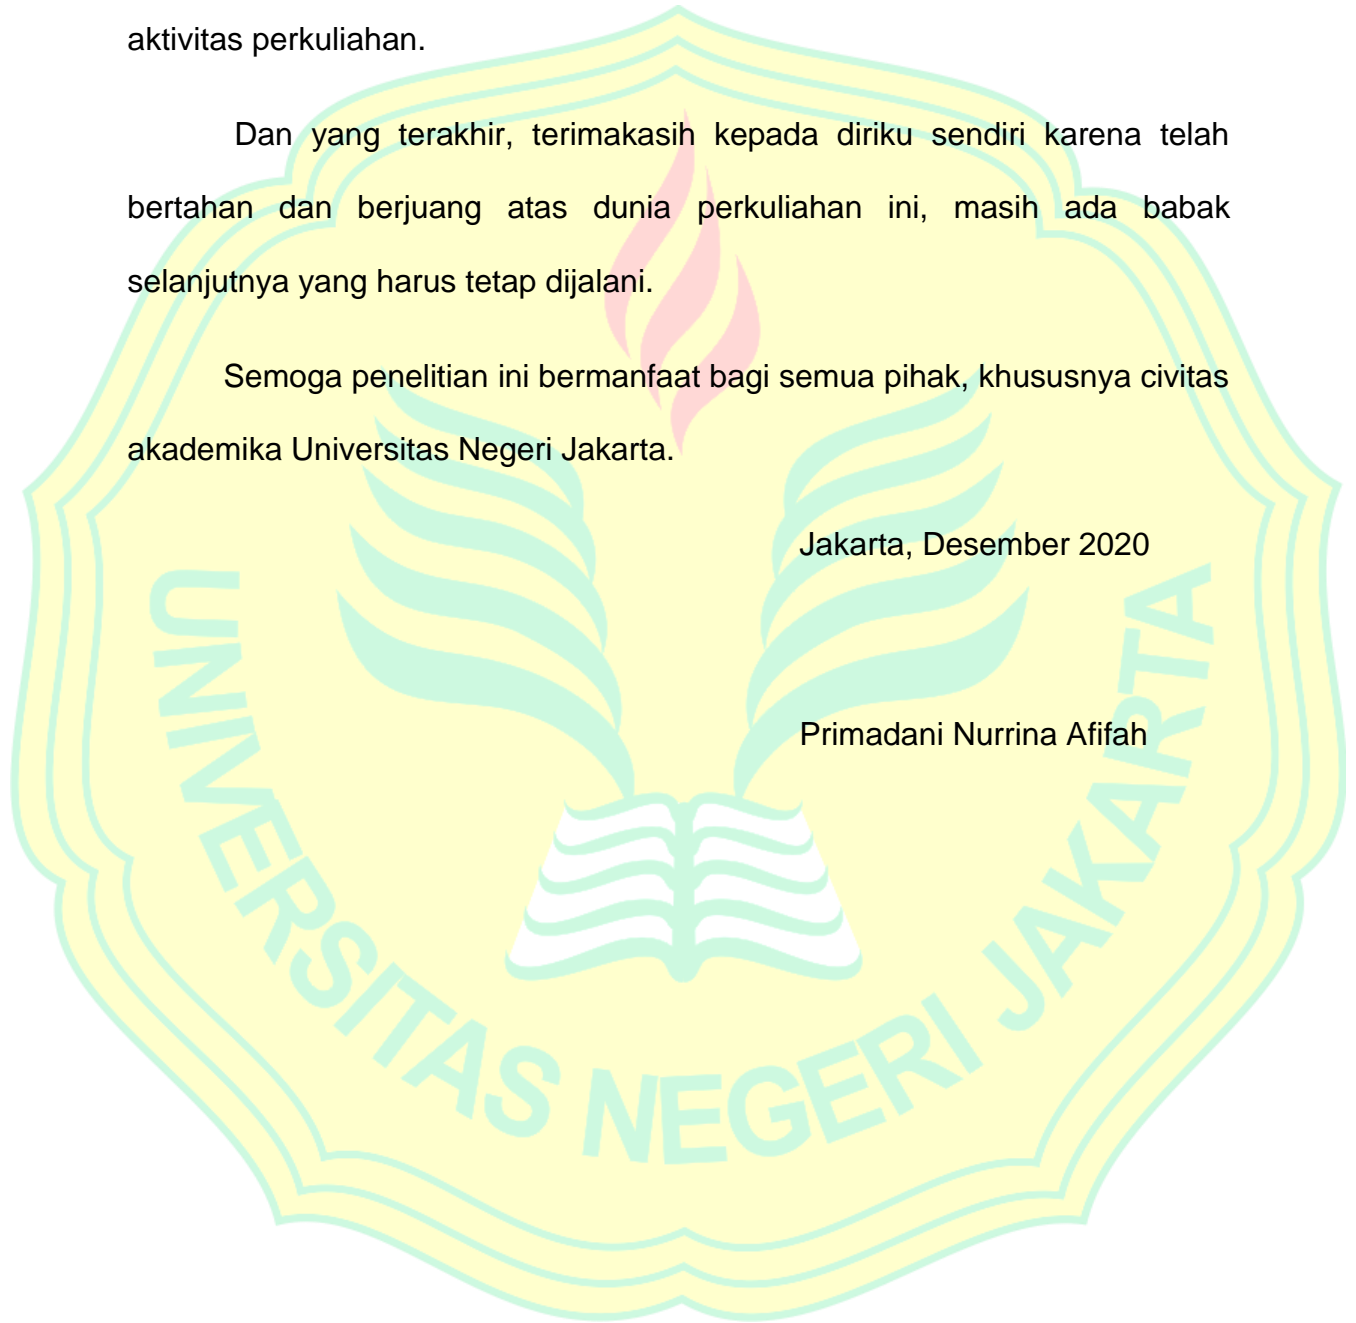 aktivitas perkuliahan.
Dan yang terakhir, terimakasih kepada diriku sendiri karena telah
bertahan dan berjuang atas dunia perkuliahan ini, masih ada babak
selanjutnya yang harus tetap dijalani.
Semoga penelitian ini bermanfaat bagi semua pihak, khususnya civitas
akademika Universitas Negeri Jakarta.
Jakarta, Desember 2020
Primadani Nurrina Afifah
UNIVERSITAS NEGERI JAKARTA